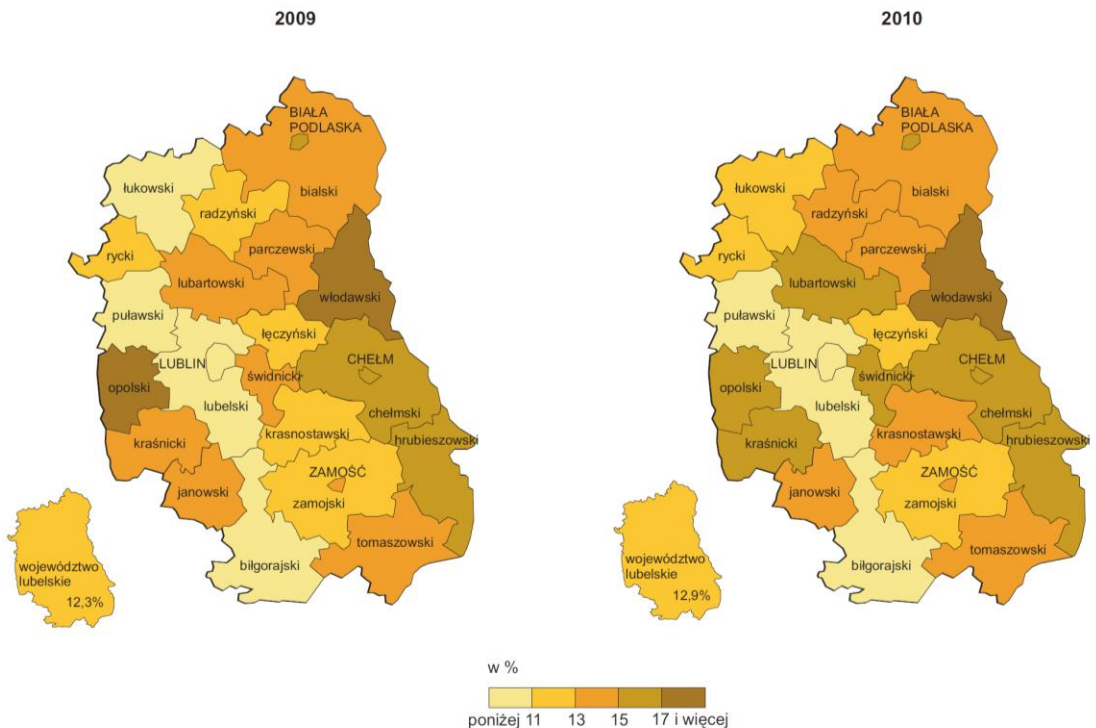 2009
BIAŁA
PODLASKA
łukowski
bialski
radzyński
rycki
parczewski
lubartowski
włodawski
puławski
łęczyński
LUBLIN
CHEŁM
opolski
świdnicki
lubelski
chełmski
kraśnicki
krasnostawski
hrubieszowski
janowski
ZAMOŚĆ
zamojski
tomaszowski
biłgorajski
województwo
lubelskie
12,3%
2010
BIAŁA
PODLASKA
łukowski
bialski
radzyński
rycki
parczewski
lubartowski
włodawski
puławski
łęczyński
LUBLIN
CHEŁM
opolski
świdnicki
lubelski
chełmski
kraśnicki
krasnostawski
hrubieszowski
janowski
ZAMOŚĆ
zamojski
tomaszowski
biłgorajski
województwo
lubelskie
12,9%
w %
poniżej 11 13 15 17 i więcej